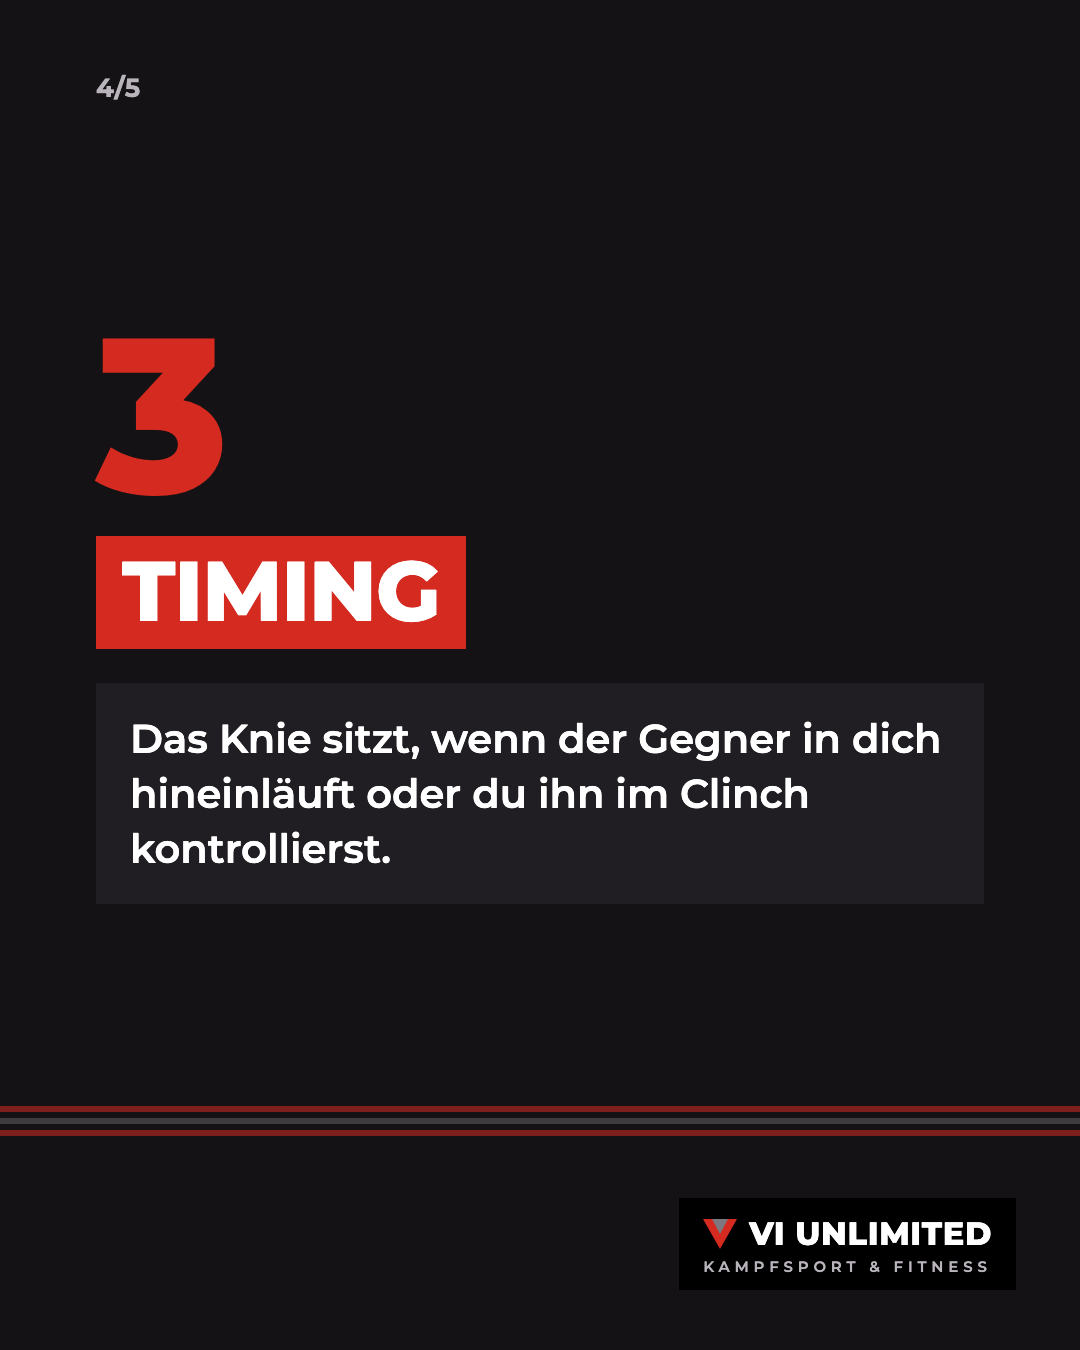 4/5
3
TIMING
Das Knie sitzt, wenn der Gegner in dich
hineinläuft oder du ihn im Clinch
kontrollierst.
VI UNLIMITED
KAMPFSPORT & FITNESS